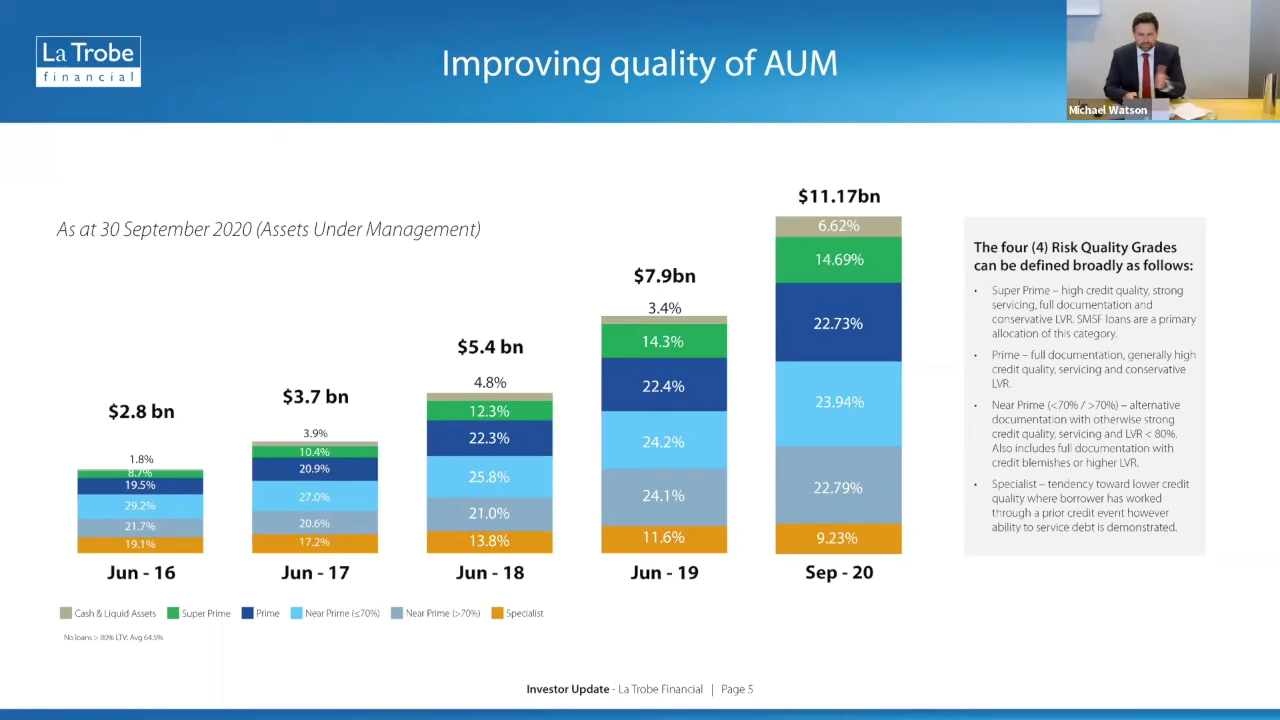 La Trobe
financial
Improving quality of AUM
Michael Watson
As at 30 September 2020 (Assets Under Management)
$2.8 bn
1.8%
8.7%
19.5%
29.2%
21.7%
19.1%
Jun - 16
$3.7 bn
3.9%
10.4%
20.9%
27.0%
20.6%
17.2%
Jun - 17
$5.4 bn
4.8%
12.3%
22.3%
25.8%
21.0%
13.8%
Jun - 18
$7.9bn
3.4%
14.3%
22.4%
24.2%
24.1%
11.6%
Jun - 19
$11.17bn
6.62%
14.69%
22.73%
23.94%
22.79%
9.23%
Sep - 20
The four (4) Risk Quality Grades
can be defined broadly as follows:
• Super Prime – high credit quality, strong
servicing, full documentation and
conservative LVR. SMSF loans are a primary
allocation of this category.
• Prime – full documentation, generally high
credit quality, servicing and conservative
LVR.
• Near Prime (<70% / >70%) – alternative
documentation with otherwise strong
credit quality, servicing and LVR < 80%.
Also includes full documentation with
credit blemishes or higher LVR.
• Specialist – tendency toward lower credit
quality where borrower has worked
through a prior credit event however
ability to service debt is demonstrated.
Cash & Liquid Assets Super Prime Prime Near Prime (≤70%) Near Prime (>70%) Specialist
No loans > 80% LTV: Avg 64.5%
Investor Update - La Trobe Financial | Page 5